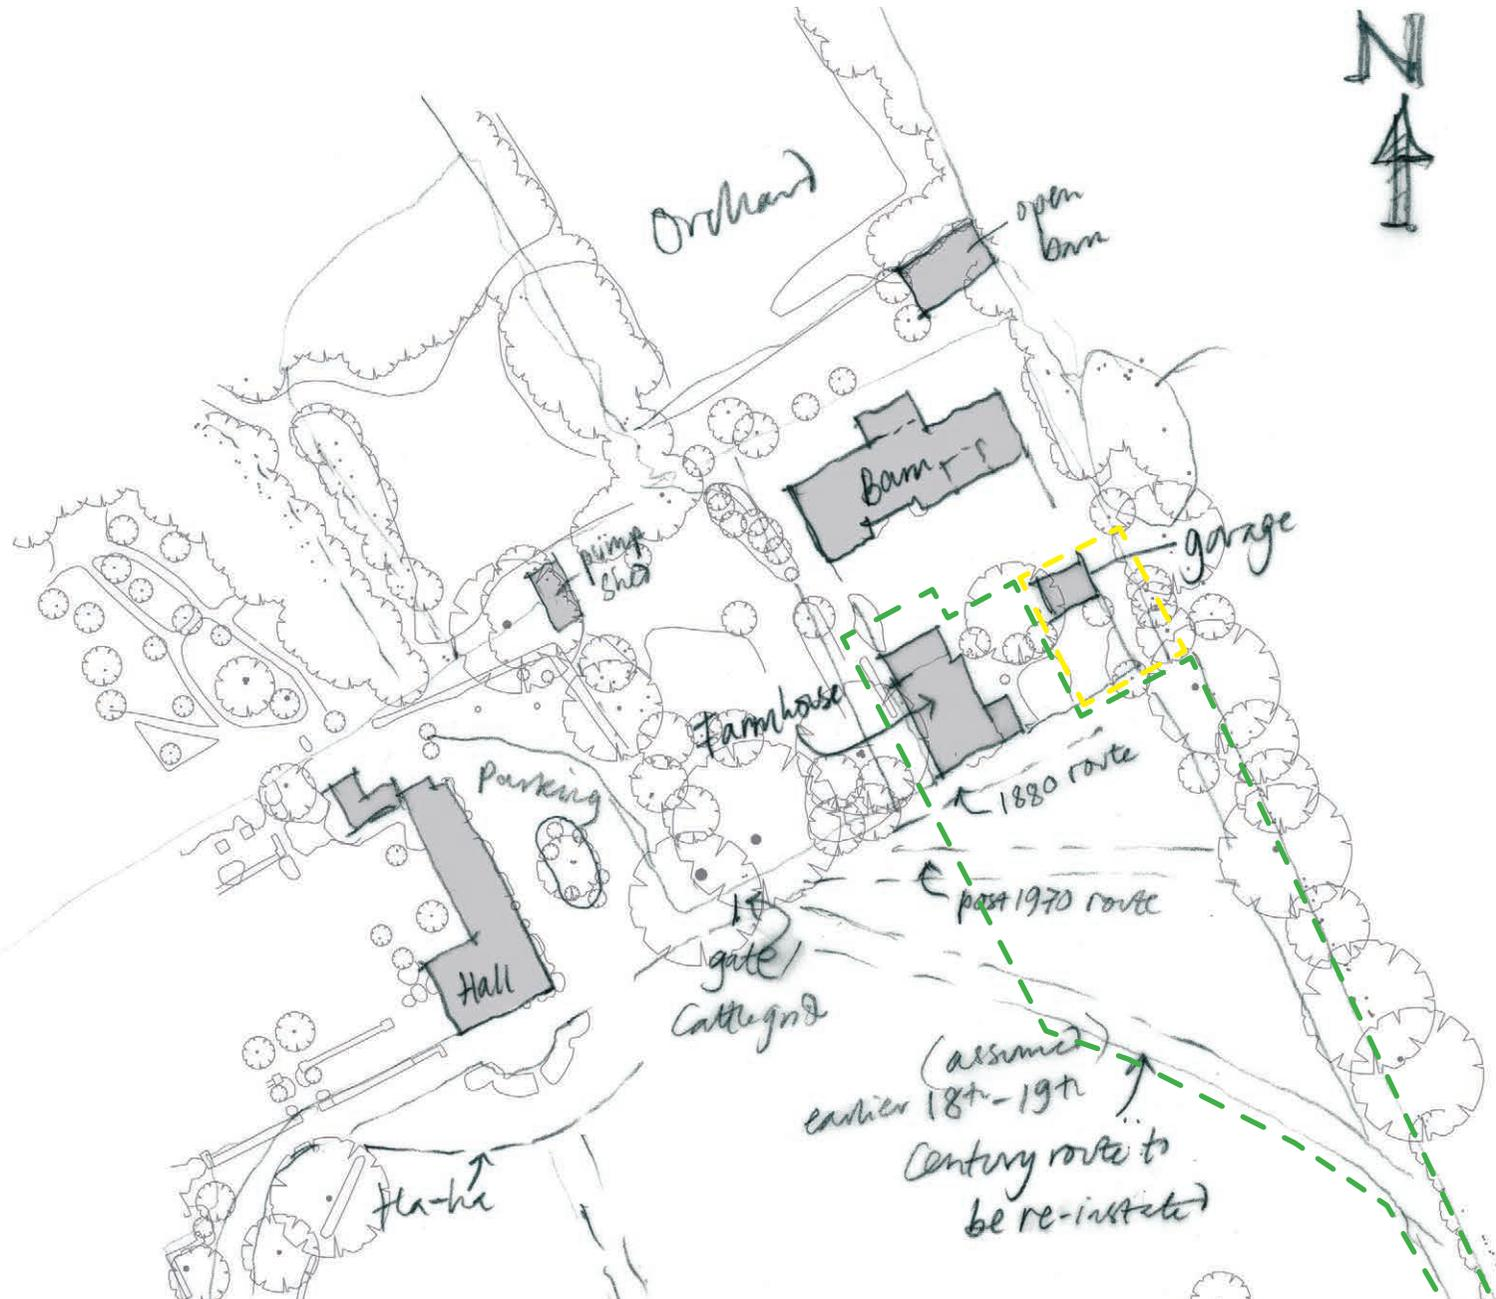 N
Orchard
open
barn
Barn
garage
pump
shed
Farmhouse
Parking
1880 route
post 1970 route
gate/
Cattlegrid
Hall
(assumed)
earlier 18th-19th
Century route to
be re-instated
Ha-ha